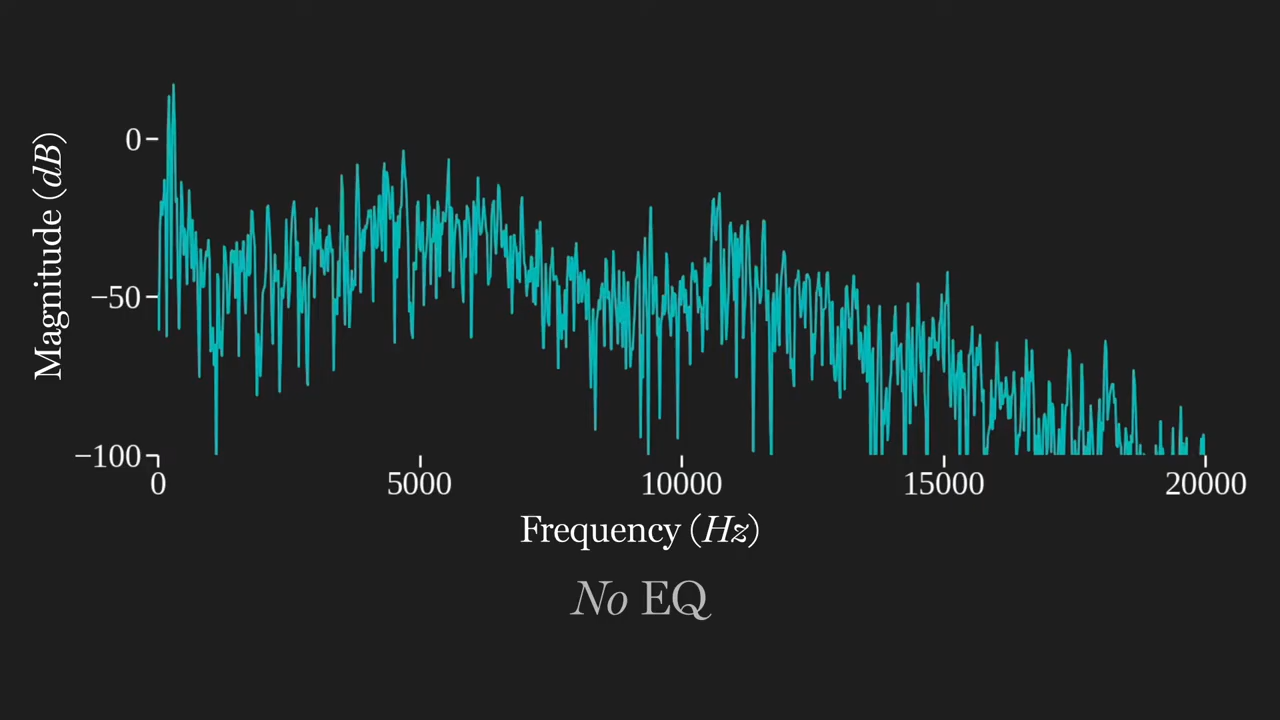 Magnitude (dB)
0
−50
−100
0 5000 10000 15000 20000
Frequency (Hz)
No EQ